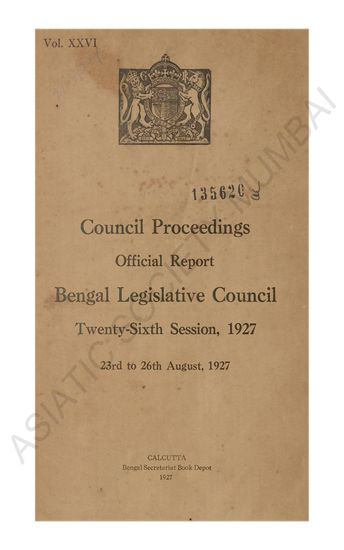 Vol. XXVI
135620
Council Proceedings
Official Report
Bengal Legislative Council
Twenty-Sixth Session, 1927
23rd to 26th August, 1927
CALCUTTA
Bengal Secretariat Book Depot
1927
ASIATIC SOCIETY MUMBAI